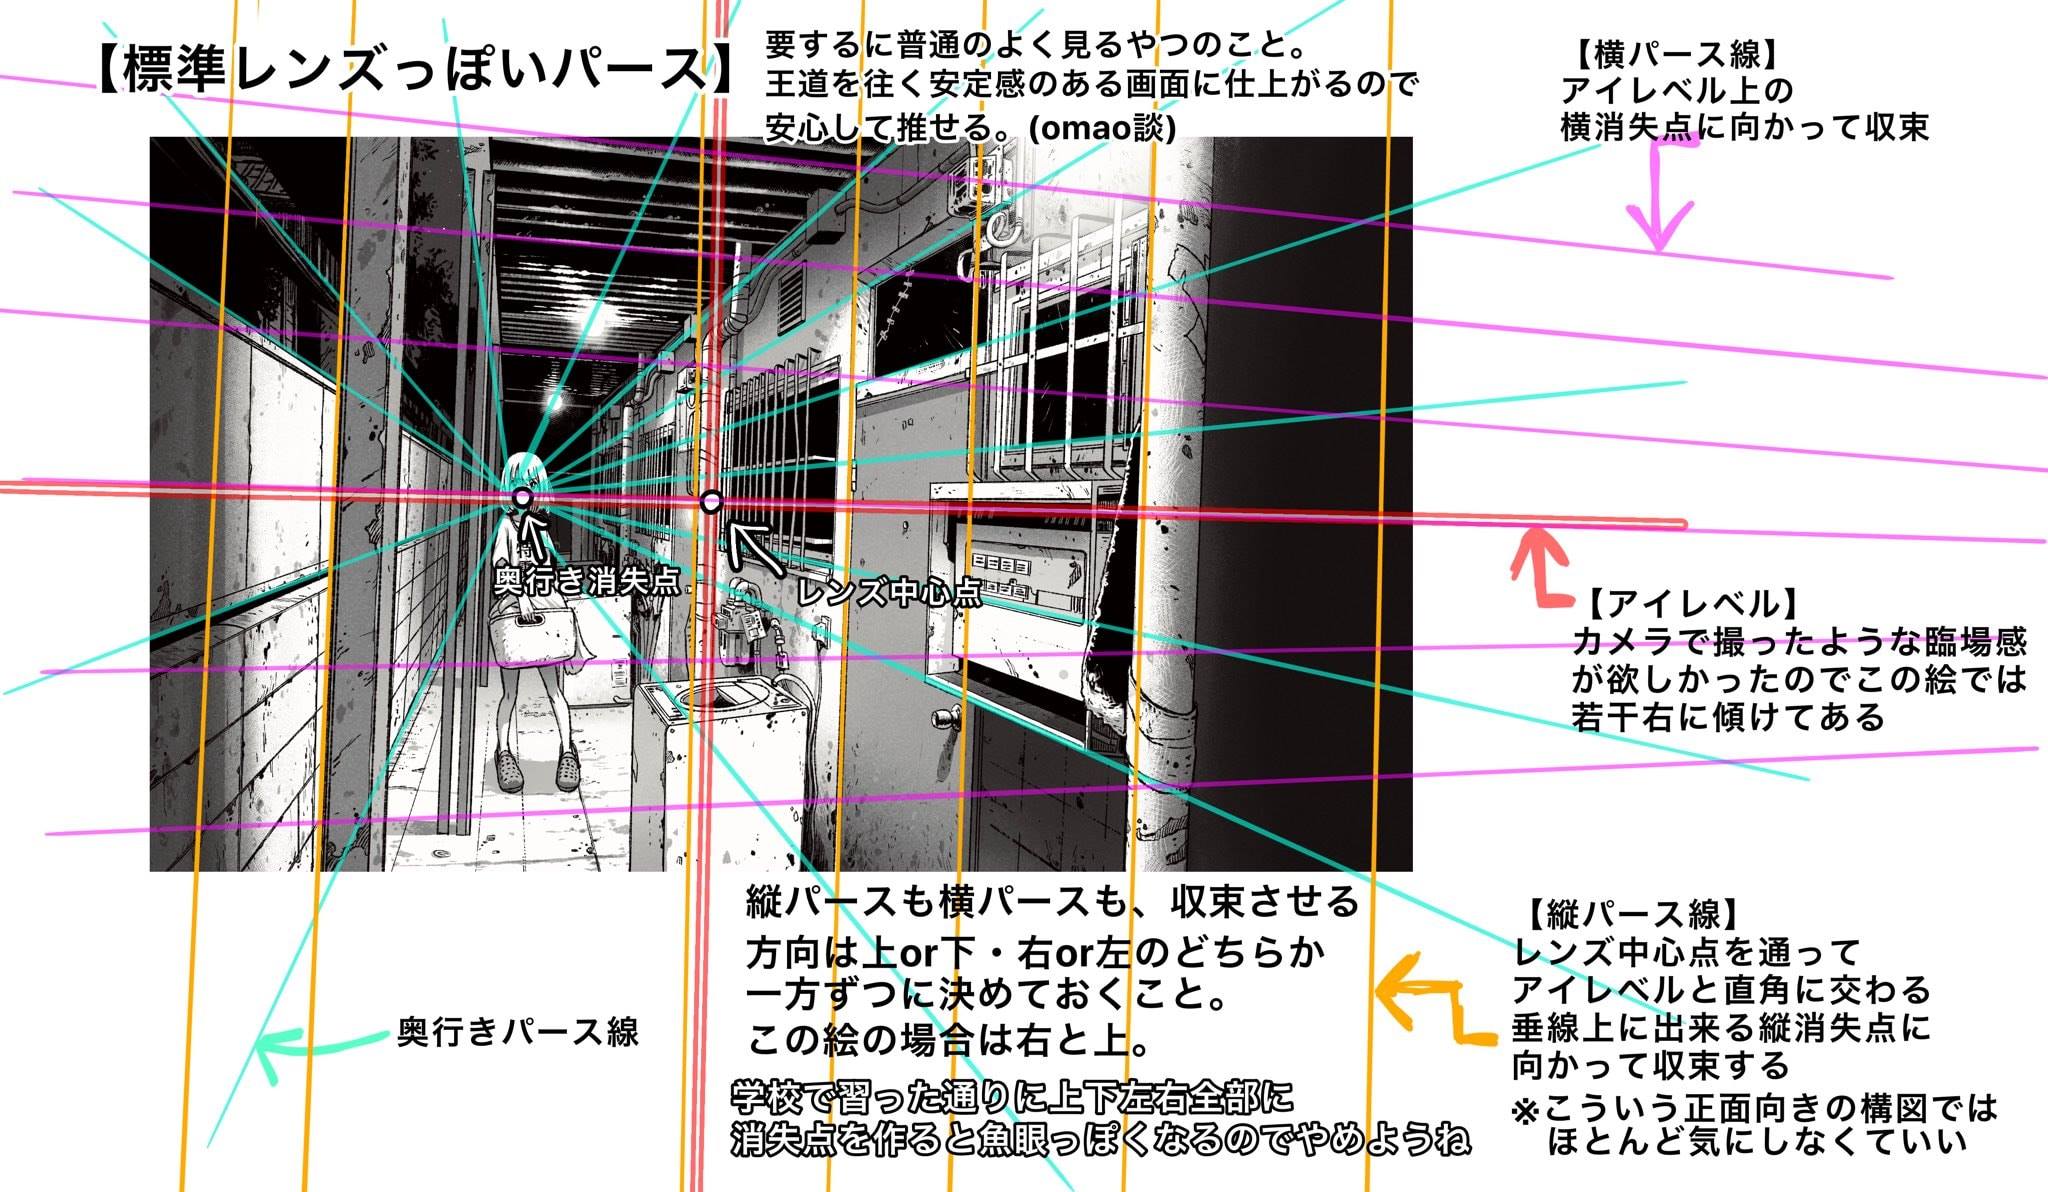 【標準レンズっぽいパース】
要するに普通のよく見るやつのこと。
王道を往く安定感のある画面に仕上がるので
安心して推せる。(omao談)
【横パース線】
アイレベル上の
横消失点に向かって収束
特
奥行き消失点
レンズ中心点
【アイレベル】
カメラで撮ったような臨場感
が欲しかったのでこの絵では
若干右に傾けてある
縦パースも横パースも、収束させる
方向は上or下・右or左のどちらか
一方ずつに決めておくこと。
この絵の場合は右と上。
学校で習った通りに上下左右全部に
消失点を作ると魚眼っぽくなるのでやめようね
奥行きパース線
【縦パース線】
レンズ中心点を通って
アイレベルと直角に交わる
垂線上に出来る縦消失点に
向かって収束する
※こういう正面向きの構図では
ほとんど気にしなくていい